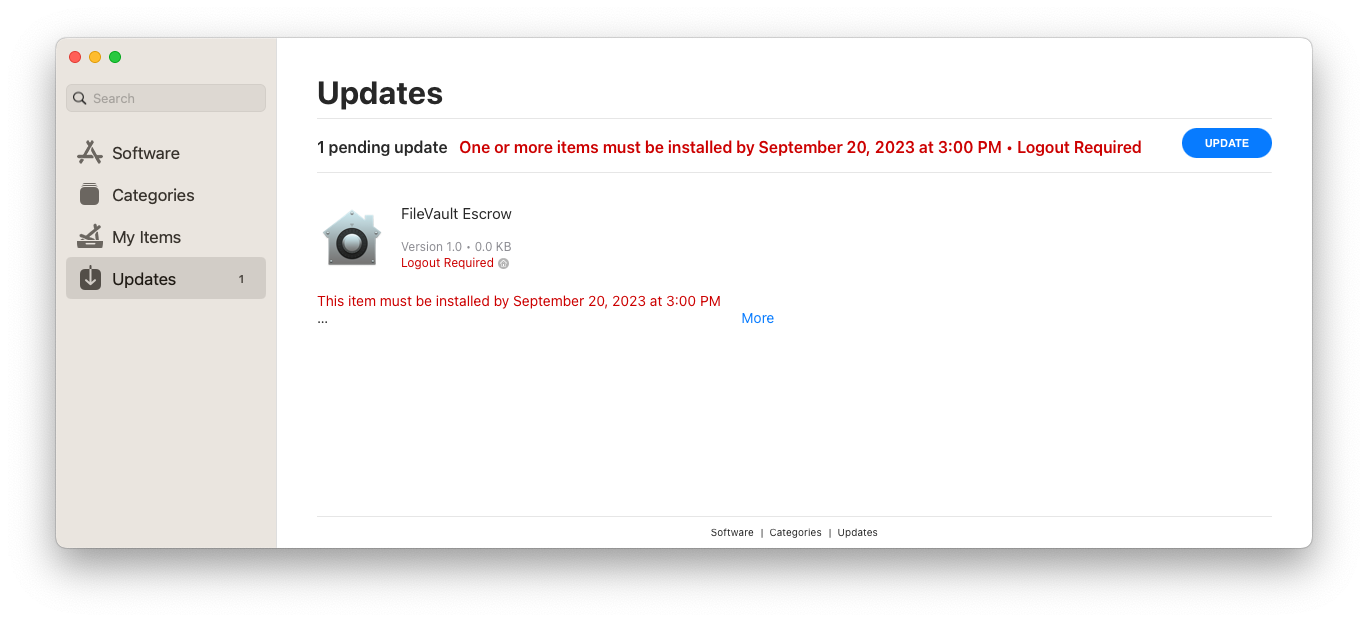 Search
Software
Categories
My Items
Updates 1
Updates
1 pending update One or more items must be installed by September 20, 2023 at 3:00 PM • Logout Required UPDATE
FileVault Escrow
Version 1.0 • 0.0 KB
Logout Required
This item must be installed by September 20, 2023 at 3:00 PM
... More
Software | Categories | Updates